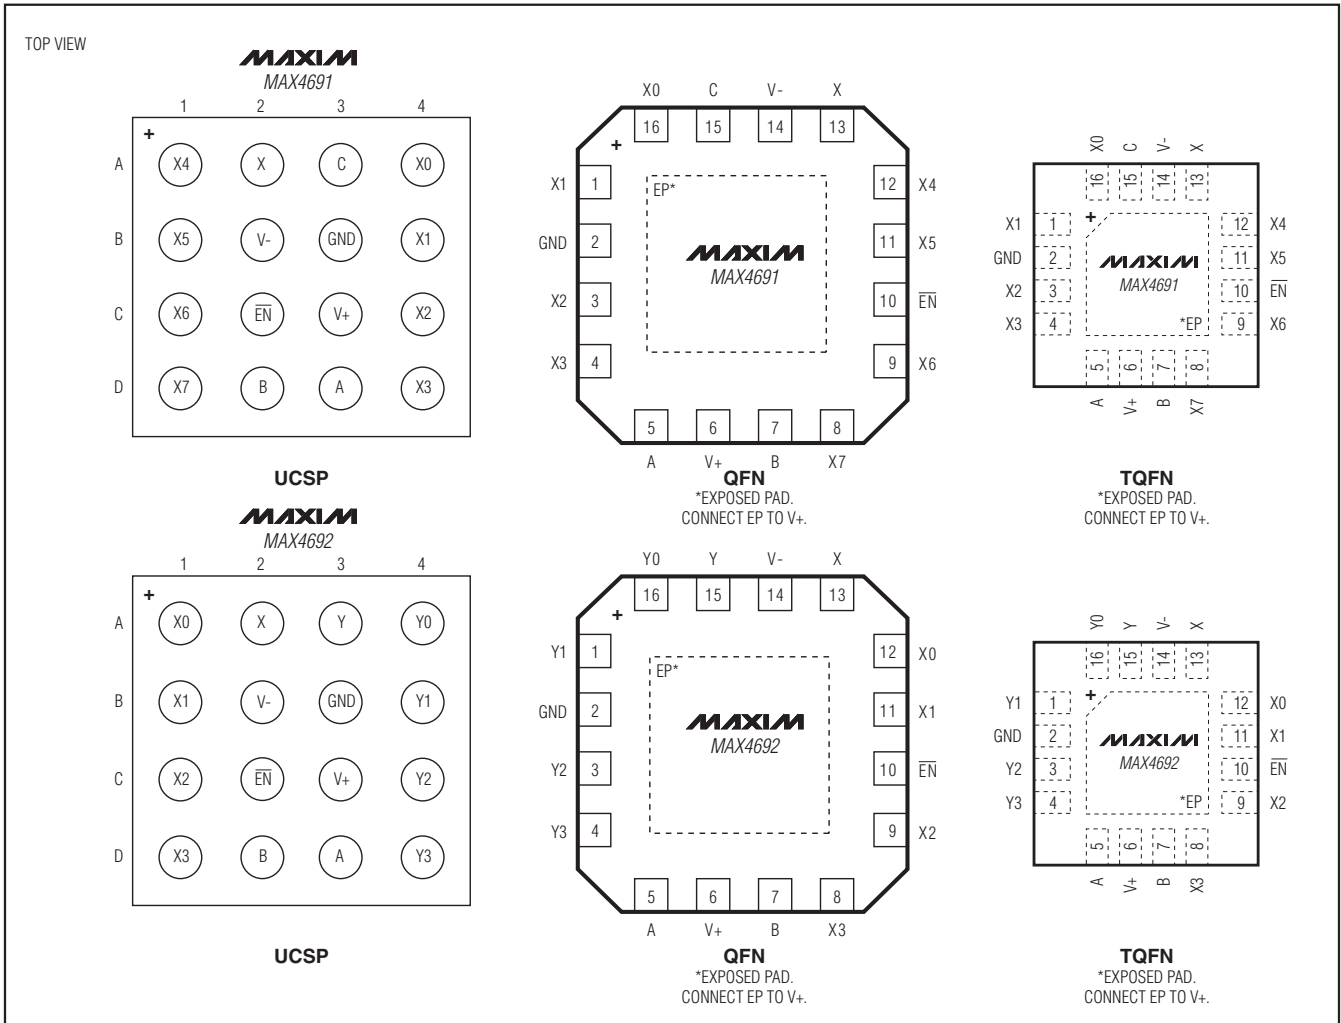 TOP VIEW
MAXIM
MAX4691
1 2 3 4
+
A X4 X C X0
B X5 V- GND X1
C X6 E̅N̅ V+ X2
D X7 B A X3
UCSP
X0 C V- X
16 15 14 13
+
X1 1 EP* 12 X4
GND 2 11 X5
MAXIM
MAX4691
X2 3 10 E̅N̅
X3 4 9 X6
5 6 7 8
A V+ B X7
QFN
*EXPOSED PAD.
CONNECT EP TO V+.
X0 C V- X
16 15 14 13
+
X1 1 12 X4
GND 2 11 X5
MAXIM
MAX4691
X2 3 10 E̅N̅
X3 4 *EP 9 X6
5 6 7 8
A V+ B X7
TQFN
*EXPOSED PAD.
CONNECT EP TO V+.
MAXIM
MAX4692
1 2 3 4
+
A X0 X Y Y0
B X1 V- GND Y1
C X2 E̅N̅ V+ Y2
D X3 B A Y3
UCSP
Y0 Y V- X
16 15 14 13
+
Y1 1 EP* 12 X0
GND 2 11 X1
MAXIM
MAX4692
Y2 3 10 E̅N̅
Y3 4 9 X2
5 6 7 8
A V+ B X3
QFN
*EXPOSED PAD.
CONNECT EP TO V+.
Y0 Y V- X
16 15 14 13
+
Y1 1 12 X0
GND 2 11 X1
MAXIM
MAX4692
Y2 3 10 E̅N̅
Y3 4 *EP 9 X2
5 6 7 8
A V+ B X3
TQFN
*EXPOSED PAD.
CONNECT EP TO V+.